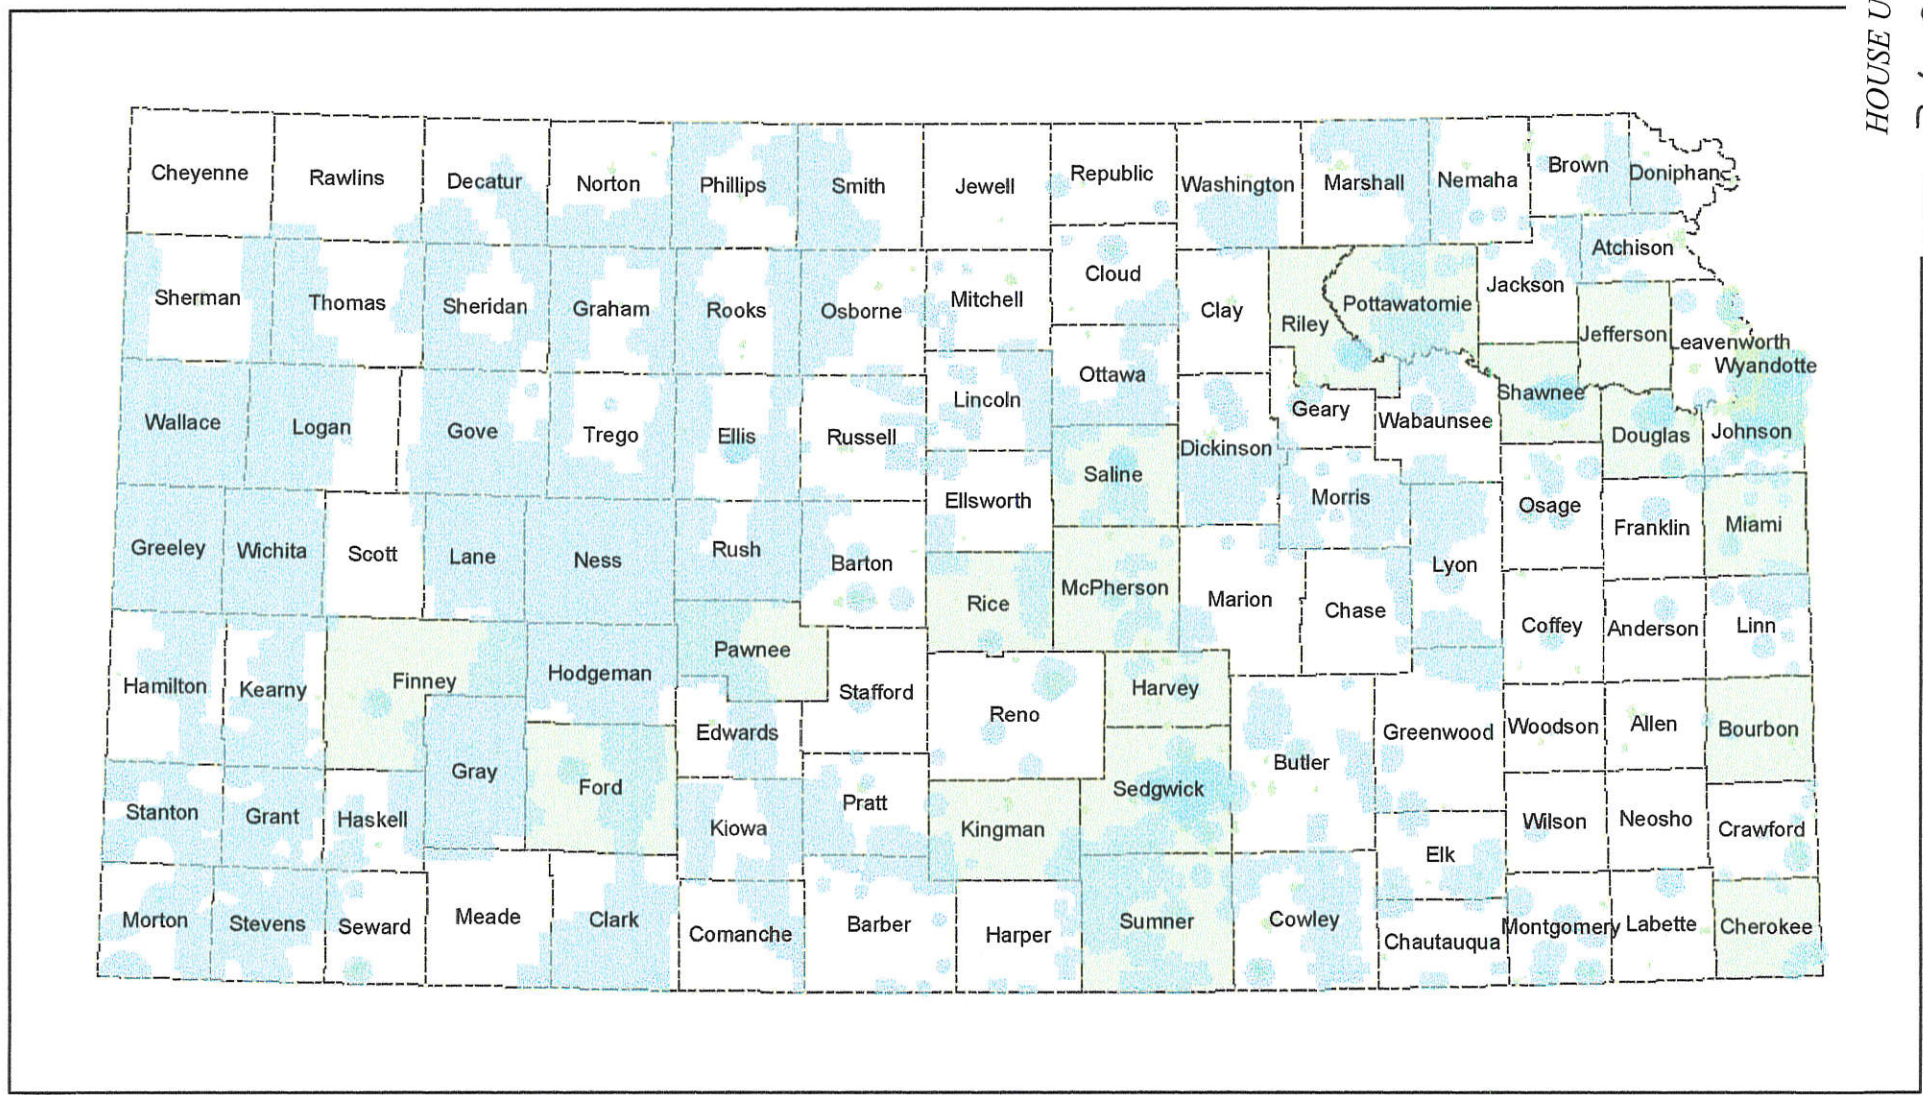 HOUSE U
Cheyenne
Rawlins
Decatur
Norton
Phillips
Smith
Jewell
Republic
Washington
Marshall
Nemaha
Brown
Doniphan
Atchison
Sherman
Thomas
Sheridan
Graham
Rooks
Osborne
Mitchell
Cloud
Clay
Riley
Pottawatomie
Jackson
Jefferson
Leavenworth
Wyandotte
Wallace
Logan
Gove
Trego
Ellis
Russell
Lincoln
Ottawa
Saline
Dickinson
Geary
Wabaunsee
Shawnee
Douglas
Johnson
Greeley
Wichita
Scott
Lane
Ness
Rush
Barton
Ellsworth
Rice
McPherson
Marion
Morris
Chase
Lyon
Osage
Franklin
Miami
Hamilton
Kearny
Finney
Hodgeman
Pawnee
Stafford
Edwards
Reno
Harvey
Coffey
Anderson
Linn
Stanton
Grant
Haskell
Gray
Ford
Kiowa
Pratt
Kingman
Sedgwick
Butler
Greenwood
Woodson
Allen
Bourbon
Elk
Wilson
Neosho
Crawford
Morton
Stevens
Seward
Meade
Clark
Comanche
Barber
Harper
Sumner
Cowley
Chautauqua
Montgomery
Labette
Cherokee